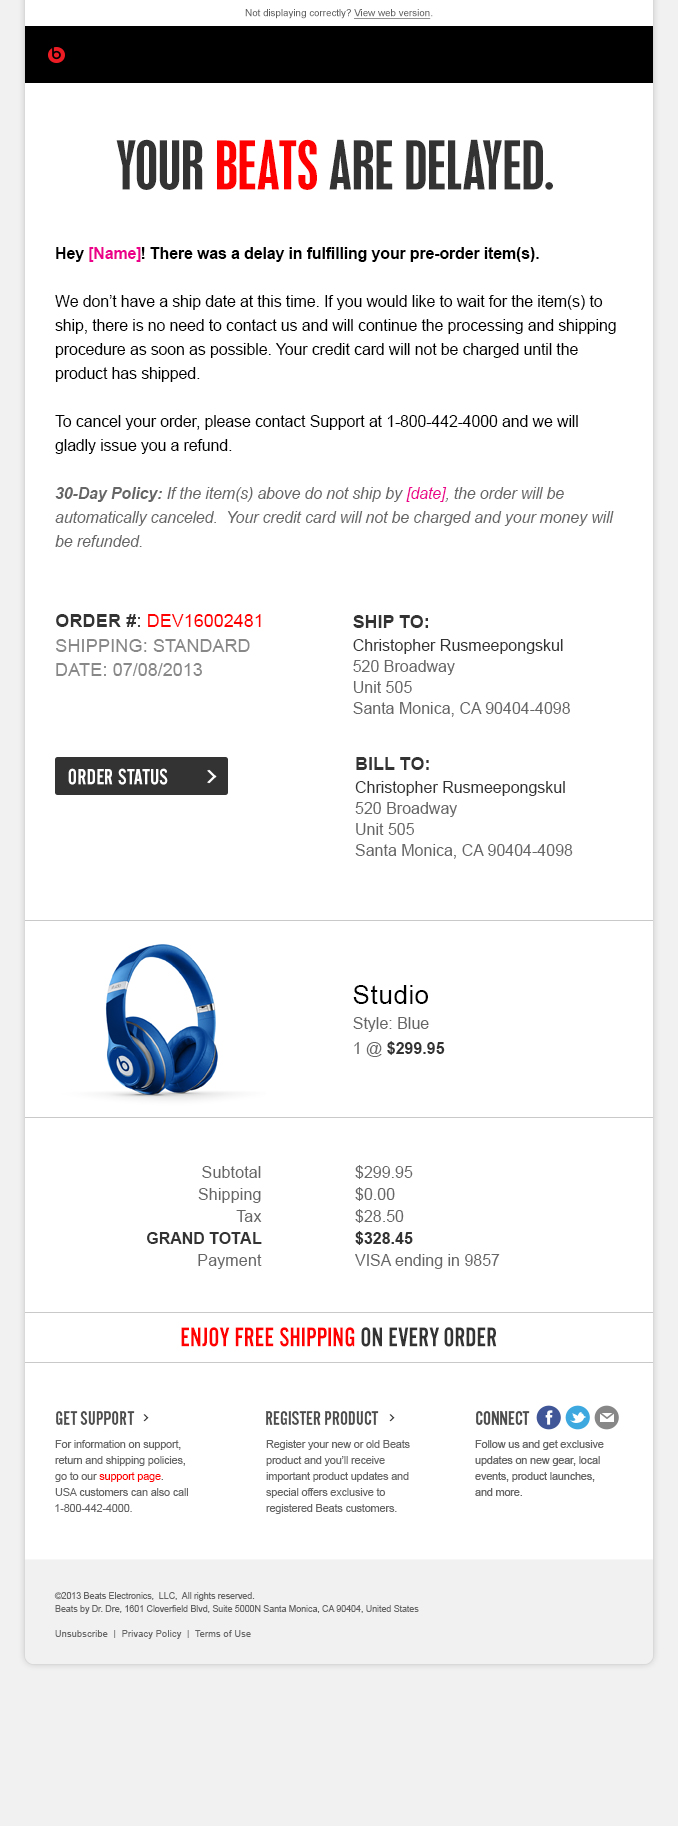 Not displaying correctly? View web version.
YOUR BEATS ARE DELAYED.
Hey [Name]! There was a delay in fulfilling your pre-order item(s).
We don't have a ship date at this time. If you would like to wait for the item(s) to
ship, there is no need to contact us and will continue the processing and shipping
procedure as soon as possible. Your credit card will not be charged until the
product has shipped.
To cancel your order, please contact Support at 1-800-442-4000 and we will
gladly issue you a refund.
30-Day Policy: If the item(s) above do not ship by [date], the order will be
automatically canceled.  Your credit card will not be charged and your money will
be refunded.
ORDER #: DEV16002481
SHIPPING: STANDARD
DATE: 07/08/2013
ORDER STATUS
SHIP TO:
Christopher Rusmeepongskul
520 Broadway
Unit 505
Santa Monica, CA 90404-4098
BILL TO:
Christopher Rusmeepongskul
520 Broadway
Unit 505
Santa Monica, CA 90404-4098
Studio
Style: Blue
1 @ $299.95
Subtotal $299.95
Shipping $0.00
Tax $28.50
GRAND TOTAL $328.45
Payment VISA ending in 9857
ENJOY FREE SHIPPING ON EVERY ORDER
GET SUPPORT
For information on support,
return and shipping policies,
go to our support page.
USA customers can also call
1-800-442-4000.
REGISTER PRODUCT
Register your new or old Beats
product and you'll receive
important product updates and
special offers exclusive to
registered Beats customers.
CONNECT
Follow us and get exclusive
updates on new gear, local
events, product launches,
and more.
©2013 Beats Electronics,  LLC,  All rights reserved.
Beats by Dr. Dre, 1601 Cloverfield Blvd, Suite 5000N Santa Monica, CA 90404, United States
Unsubscribe | Privacy Policy | Terms of Use